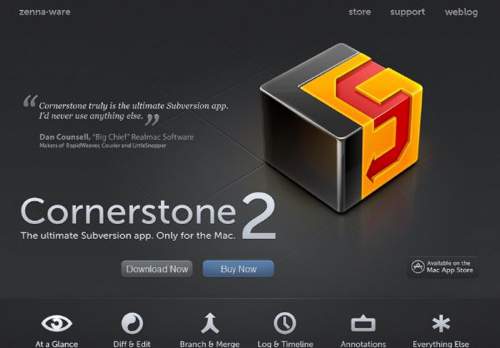 zenna-ware
store support weblog
“Cornerstone truly is the ultimate Subversion app.
I'd never use anything else.”
Dan Counsell, "Big Chief" Realmac Software
Makers of RapidWeaver, Courier and LittleSnapper
Cornerstone 2
The ultimate Subversion app. Only for the Mac.
Download Now
Buy Now
Available on the
Mac App Store
At a Glance
Diff & Edit
Branch & Merge
Log & Timeline
Annotations
Everything Else